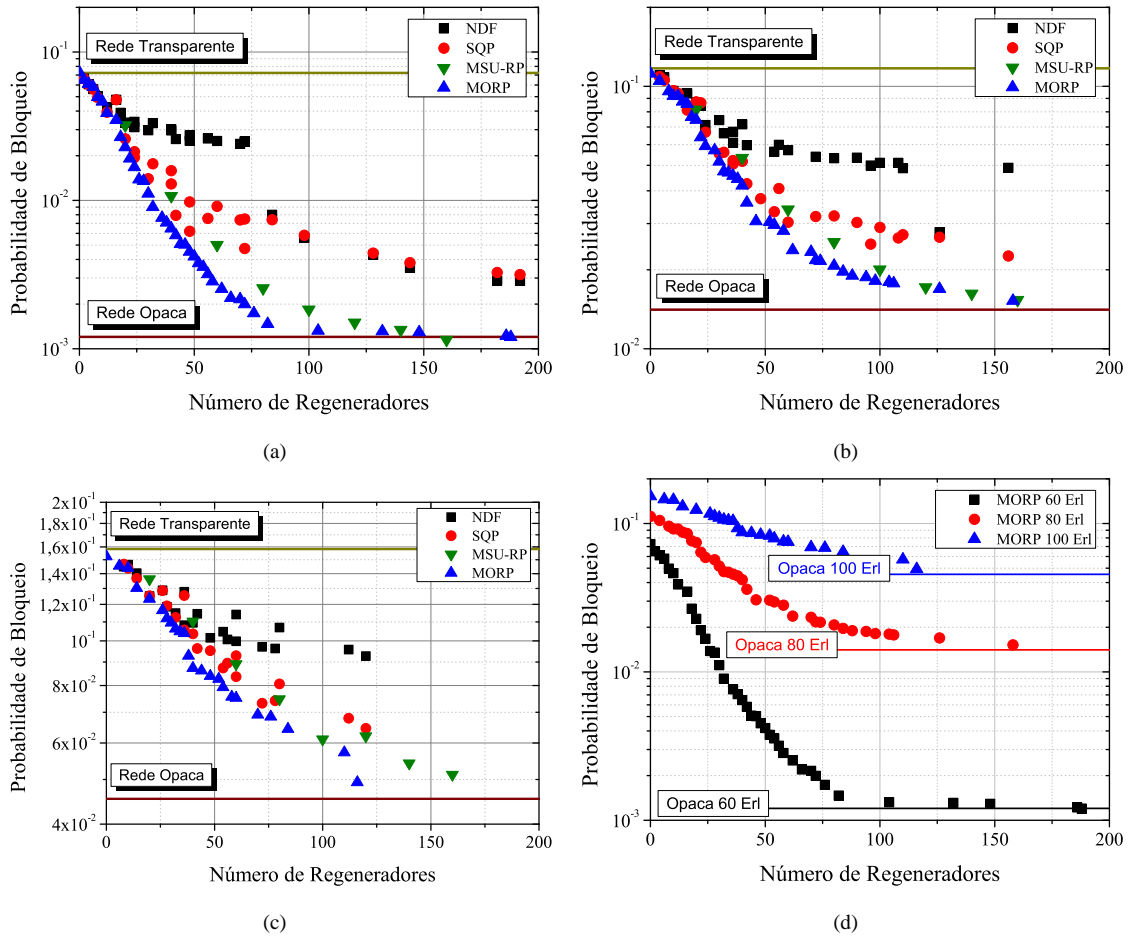 NDF
SQP
MSU-RP
MORP
Rede Transparente
Rede Opaca
Probabilidade de Bloqueio
10⁻¹
10⁻²
10⁻³
0 50 100 150 200
Número de Regeneradores
(a)
NDF
SQP
MSU-RP
MORP
Rede Transparente
Rede Opaca
Probabilidade de Bloqueio
10⁻¹
10⁻²
0 50 100 150 200
Número de Regeneradores
(b)
NDF
SQP
MSU-RP
MORP
Rede Transparente
Rede Opaca
Probabilidade de Bloqueio
2x10⁻¹
1,8x10⁻¹
1,6x10⁻¹
1,4x10⁻¹
1,2x10⁻¹
10⁻¹
8x10⁻²
6x10⁻²
4x10⁻²
0 50 100 150 200
Número de Regeneradores
(c)
MORP 60 Erl
MORP 80 Erl
MORP 100 Erl
Opaca 100 Erl
Opaca 80 Erl
Opaca 60 Erl
Probabilidade de Bloqueio
10⁻¹
10⁻²
10⁻³
0 50 100 150 200
Número de Regeneradores
(d)